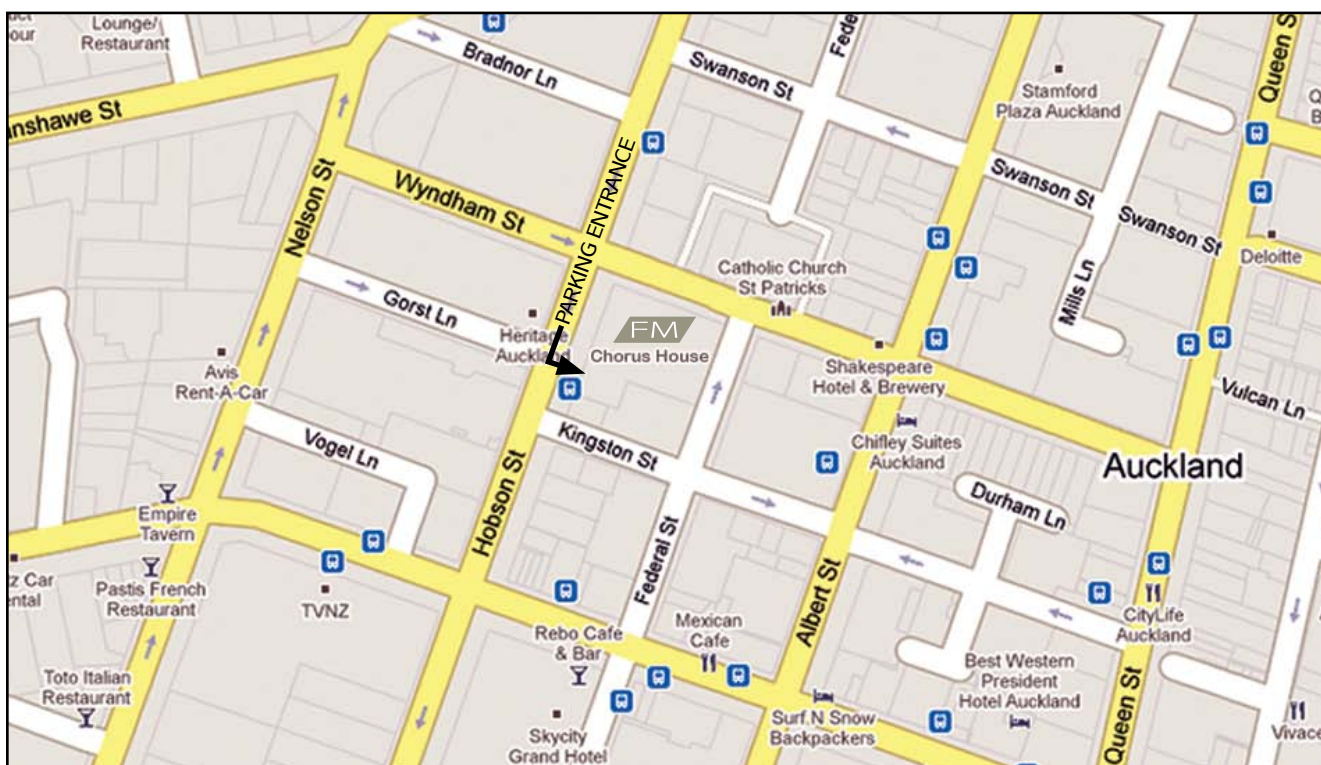 Lounge/
Restaurant
our
Bradnor Ln
Swanson St
Stamford
Plaza Auckland
Queen St
anshawe St
Nelson St
Wyndham St
PARKING ENTRANCE
Swanson St
Swanson St
Deloitte
Catholic Church
St Patricks
Mills Ln
Gorst Ln
Heritage
Auckland
FM
Chorus House
Avis
Rent-A-Car
Shakespeare
Hotel & Brewery
Vulcan Ln
Vogel Ln
Kingston St
Chifley Suites
Auckland
Auckland
Durham Ln
Empire
Tavern
Hobson St
Federal St
Albert St
z Car
ental
Pastis French
Restaurant
TVNZ
Rebo Cafe
& Bar
Mexican
Cafe
CityLife
Auckland
Best Western
President
Hotel Auckland
Toto Italian
Restaurant
Skycity
Grand Hotel
Surf N Snow
Backpackers
Queen St
Vivace